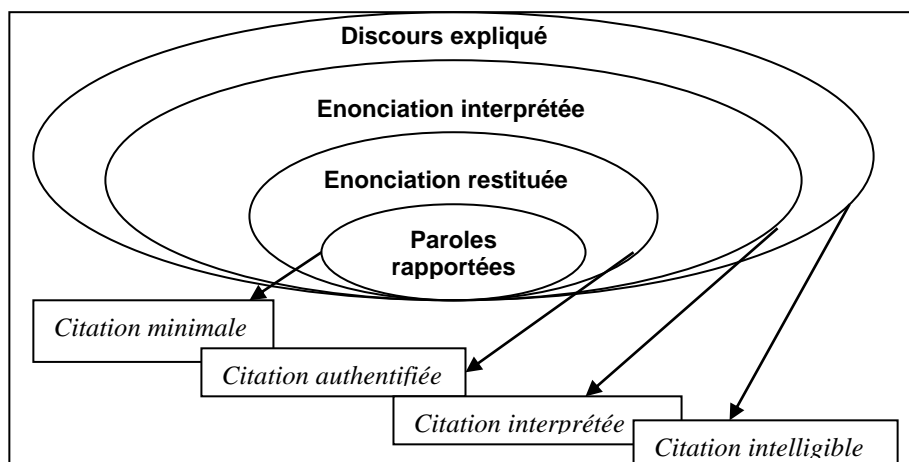 Discours expliqué
Enonciation interprétée
Enonciation restituée
Paroles
rapportées
Citation minimale
Citation authentifiée
Citation interprétée
Citation intelligible